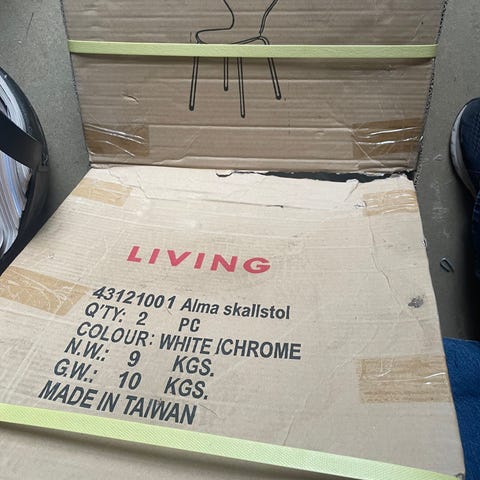 LIVING
43121001 Alma skallstol
Q'TY: 2 PC
COLOUR: WHITE/CHROME
N.W.: 9 KGS.
G.W.: 10 KGS.
MADE IN TAIWAN